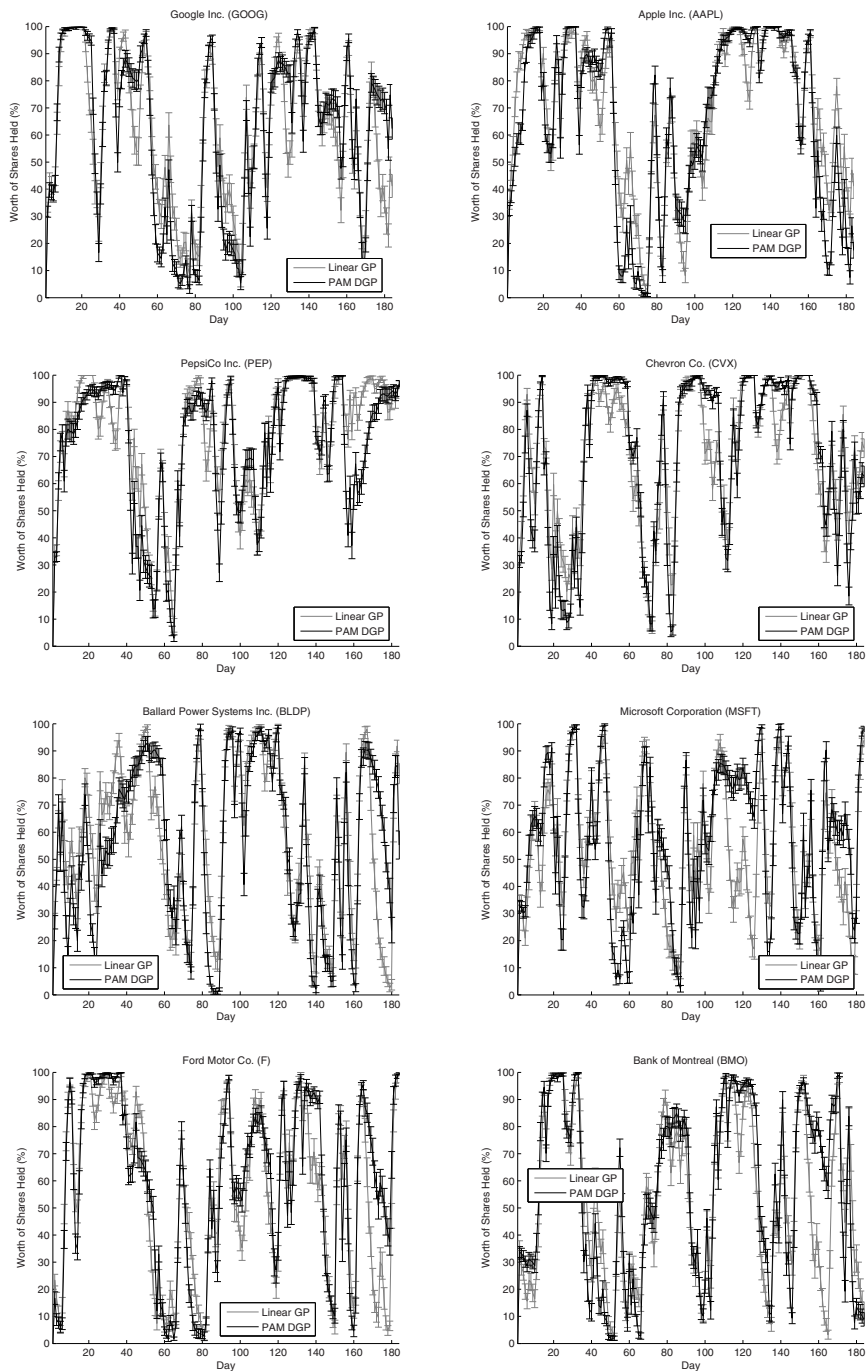 Google Inc. (GOOG)
100
90
80
70
60
50
40
30
20
10
0
Worth of Shares Held (%)
Linear GP
PAM DGP
20 40 60 80 100 120 140 160 180
Day
Apple Inc. (AAPL)
100
90
80
70
60
50
40
30
20
10
0
Worth of Shares Held (%)
Linear GP
PAM DGP
20 40 60 80 100 120 140 160 180
Day
PepsiCo Inc. (PEP)
100
90
80
70
60
50
40
30
20
10
0
Worth of Shares Held (%)
Linear GP
PAM DGP
20 40 60 80 100 120 140 160 180
Day
Chevron Co. (CVX)
100
90
80
70
60
50
40
30
20
10
0
Worth of Shares Held (%)
Linear GP
PAM DGP
20 40 60 80 100 120 140 160 180
Day
Ballard Power Systems Inc. (BLDP)
100
90
80
70
60
50
40
30
20
10
0
Worth of Shares Held (%)
Linear GP
PAM DGP
20 40 60 80 100 120 140 160 180
Day
Microsoft Corporation (MSFT)
100
90
80
70
60
50
40
30
20
10
0
Worth of Shares Held (%)
Linear GP
PAM DGP
20 40 60 80 100 120 140 160 180
Day
Ford Motor Co. (F)
100
90
80
70
60
50
40
30
20
10
0
Worth of Shares Held (%)
Linear GP
PAM DGP
20 40 60 80 100 120 140 160 180
Day
Bank of Montreal (BMO)
100
90
80
70
60
50
40
30
20
10
0
Worth of Shares Held (%)
Linear GP
PAM DGP
20 40 60 80 100 120 140 160 180
Day